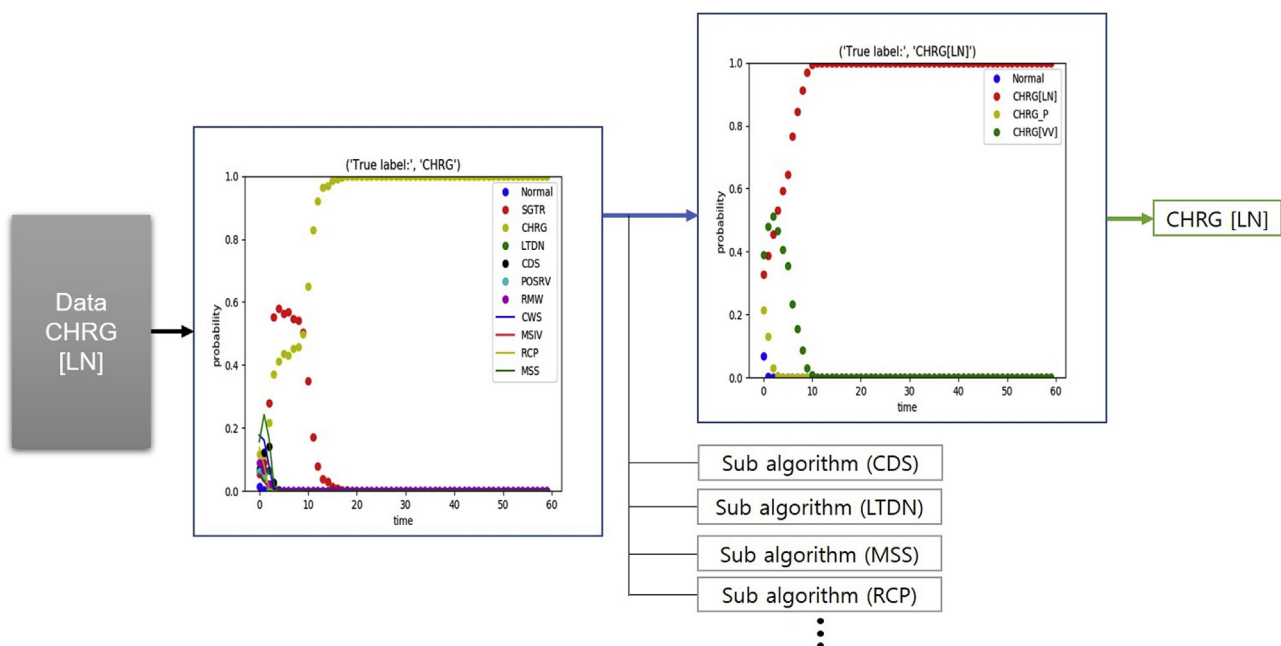 Data
CHRG
[LN]
('True label:', 'CHRG')
probability
1.0
0.8
0.6
0.4
0.2
0.0
0 10 20 30 40 50 60
time
Normal
SGTR
CHRG
LTDN
CDS
POSRV
RMW
CWS
MSIV
RCP
MSS
('True label:', 'CHRG[LN]')
probability
1.0
0.8
0.6
0.4
0.2
0.0
0 10 20 30 40 50 60
time
Normal
CHRG[LN]
CHRG_P
CHRG[VV]
CHRG [LN]
Sub algorithm (CDS)
Sub algorithm (LTDN)
Sub algorithm (MSS)
Sub algorithm (RCP)